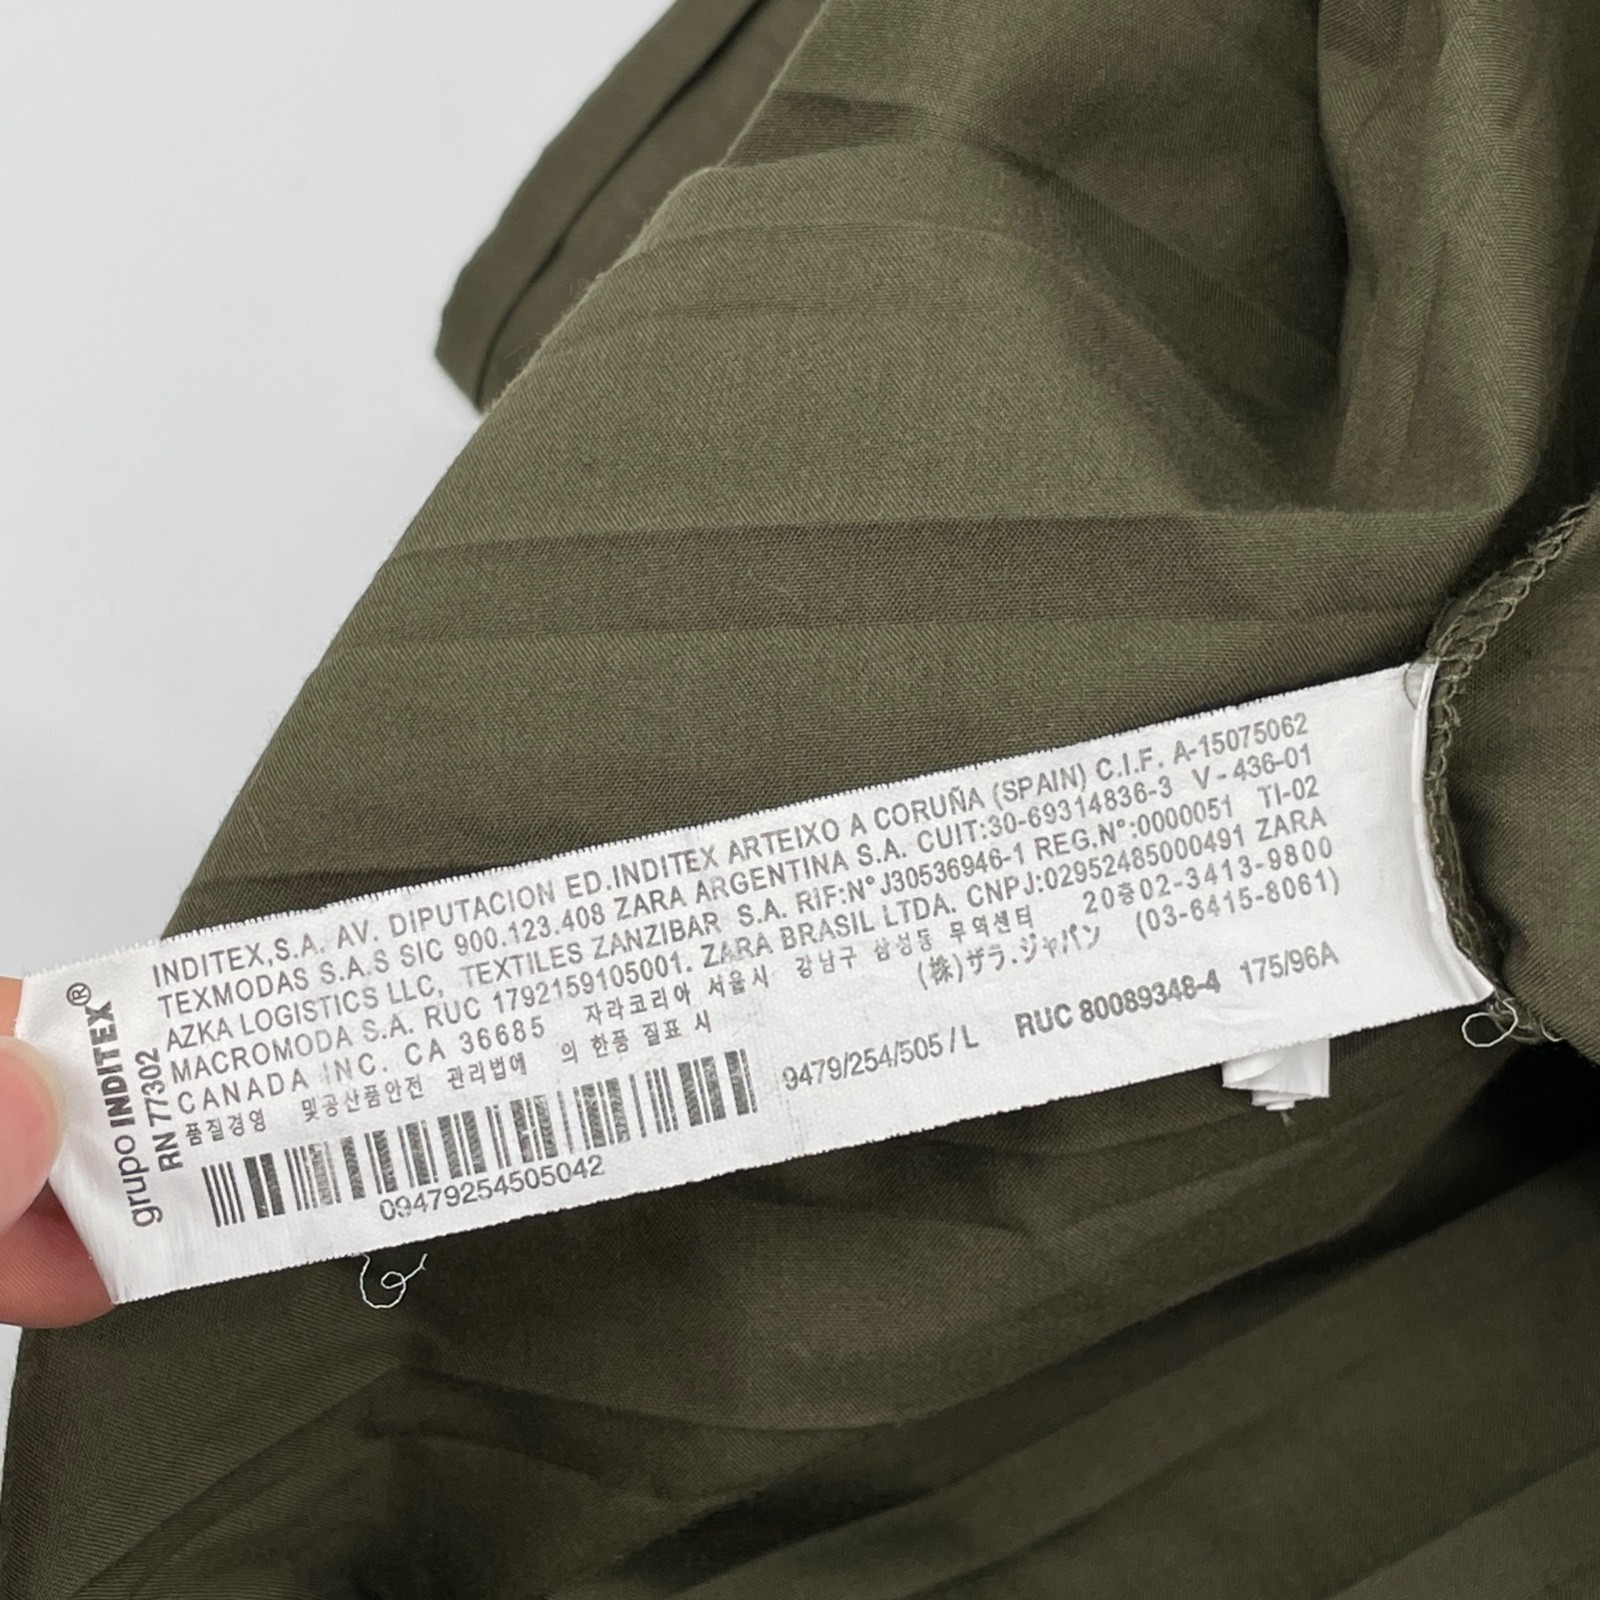 grupo INDITEX®
RN 77302
INDITEX,S.A. AV. DIPUTACION ED.INDITEX ARTEIXO A CORUÑA (SPAIN) C.I.F. A-15075062
TEXMODAS S.A.S SIC 900.123.408 ZARA ARGENTINA S.A. CUIT:30-69314836-3 V - 436-01
AZKA LOGISTICS LLC, TEXTILES ZANZIBAR S.A. RIF:N° J30536946-1 REG.N°:0000051 TI-02
MACROMODA S.A. RUC 1792159105001. ZARA BRASIL LTDA. CNPJ:02952485000491 ZARA
CANADA INC. CA 36685 자라코리아 서울시 강남구 삼성동 무역센터 20층02-3413-9800
품질경영 및공산품안전 관리법에 의 한품 질표 시 (株)ザラ.ジャパン (03-6415-8061)
09479254505042
9479/254/505 / L RUC 80089348-4 175/96A